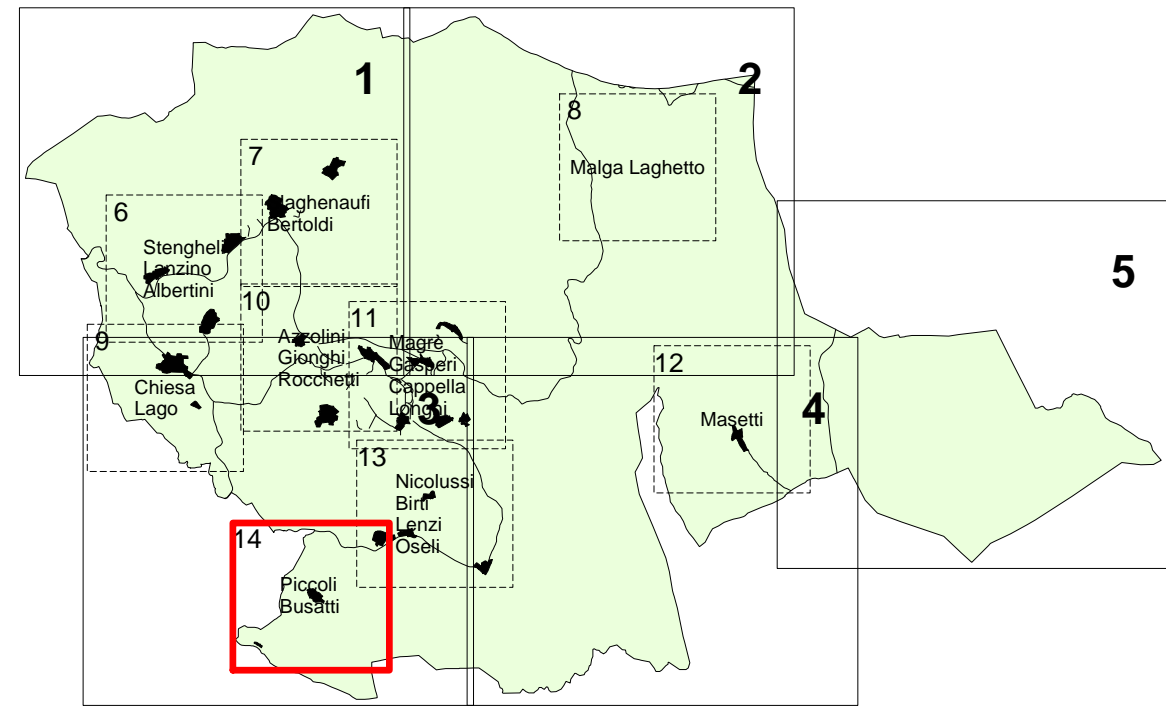 1
2
8
Malga Laghetto
7
Bertoldi
6
5
Stengheli
Lanzino
Albertini
10
11
9
Azzolini
Gionghi
Rocchetti
Magrè
Gasperi
Cappella
Longhi
3
12
4
Chiesa
Lago
Masetti
13
Nicolussi
Birti
Lenzi
Oseli
14
Piccoli
Busatti